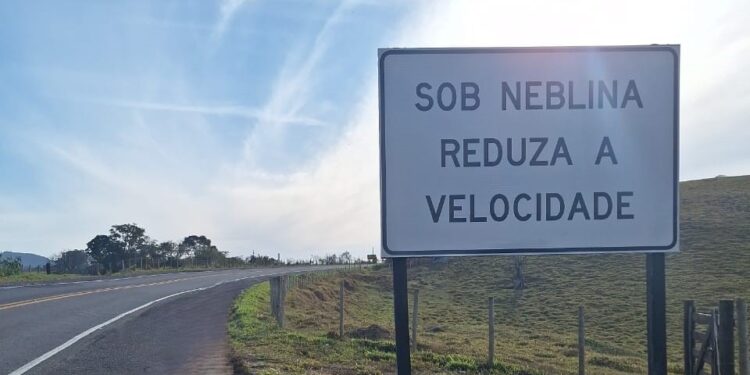 SOB NEBLINA
REDUZA A
VELOCIDADE